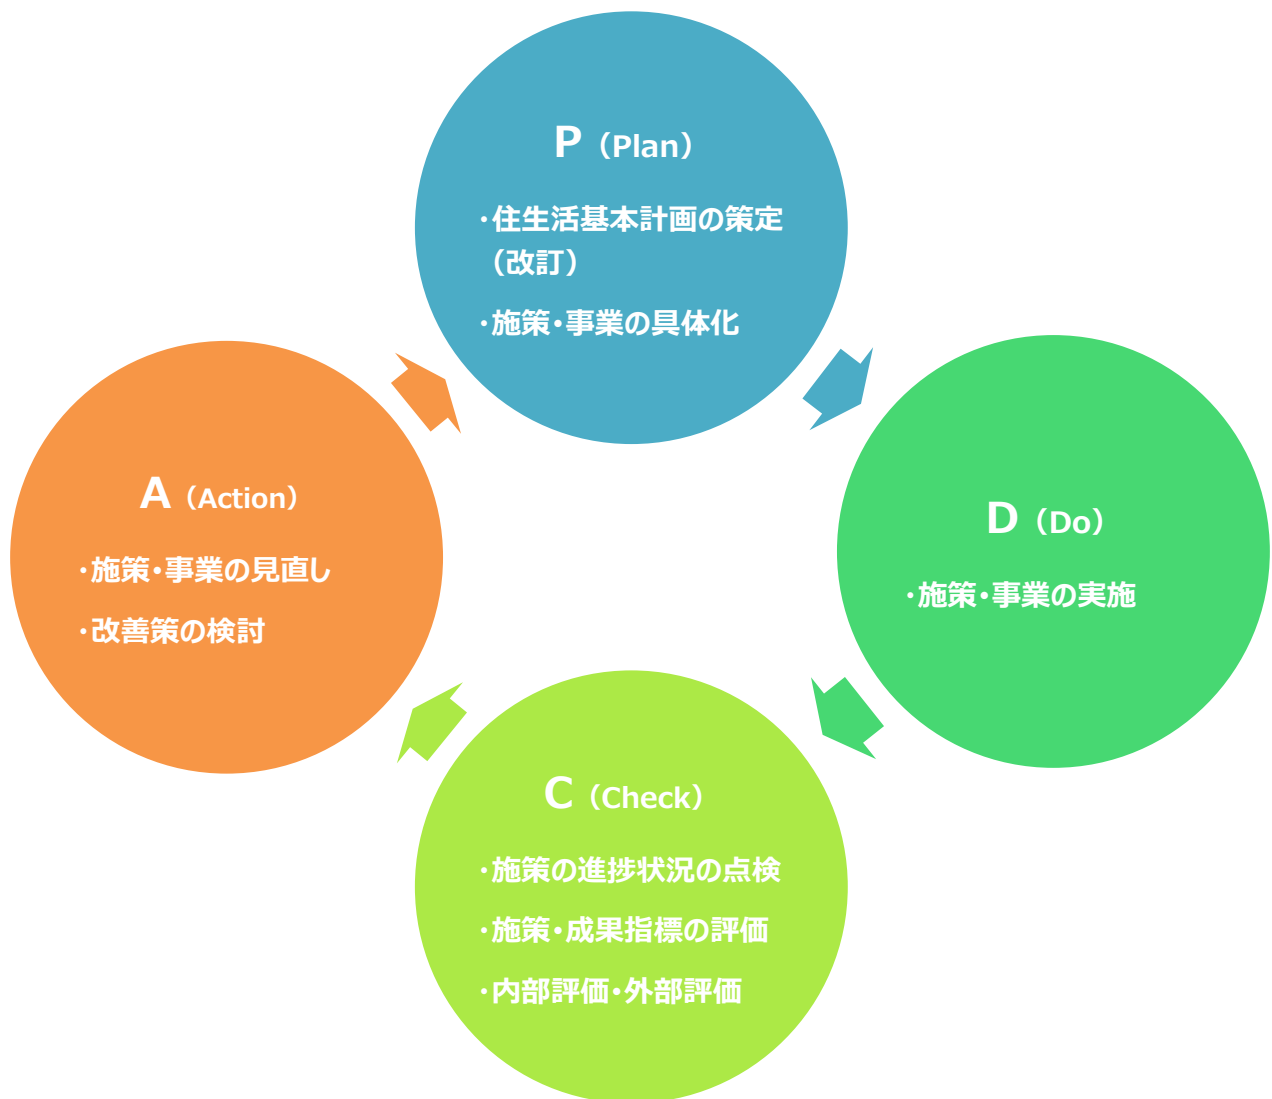 P（Plan）
・住生活基本計画の策定
（改訂）
・施策・事業の具体化
D（Do）
・施策・事業の実施
C（Check）
・施策の進捗状況の点検
・施策・成果指標の評価
・内部評価・外部評価
A（Action）
・施策・事業の見直し
・改善策の検討